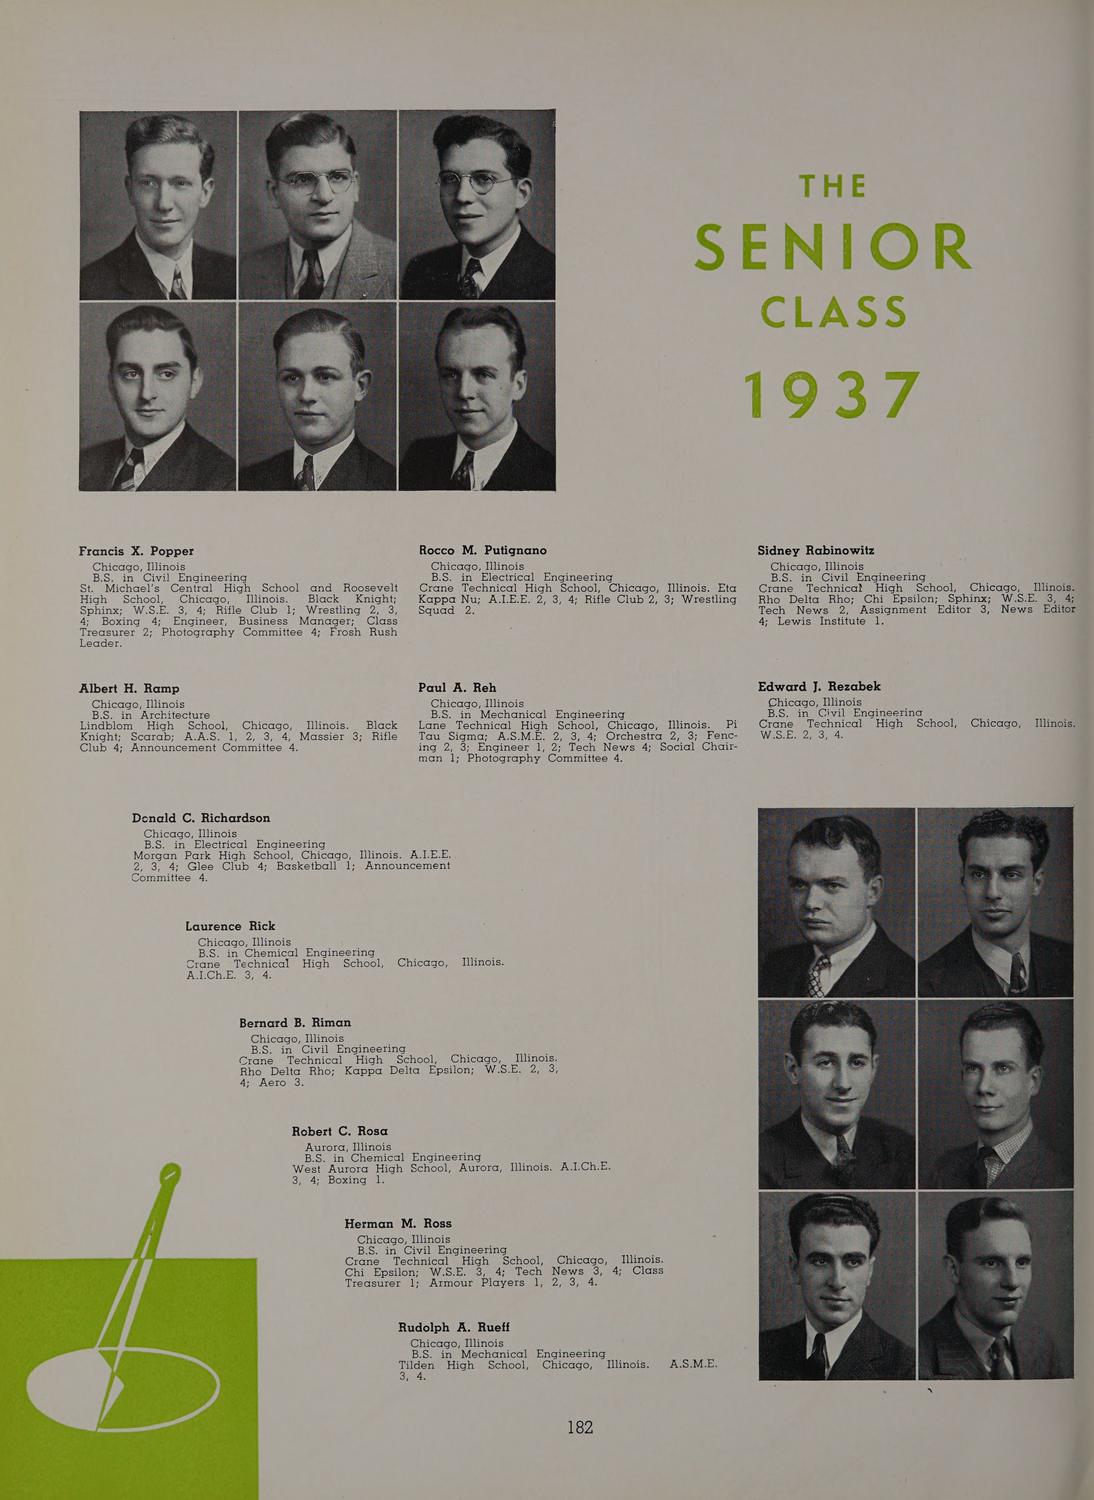 THE
SENIOR
CLASS
1937
Francis X. Popper
Chicago, Illinois
B.S. in Civil Engineering
St. Michael's Central High School and Roosevelt
High School, Chicago, Illinois. Black Knight;
Sphinx; W.S.E. 3, 4; Rifle Club 1; Wrestling 2, 3,
4; Boxing 4; Engineer, Business Manager; Class
Treasurer 2; Photography Committee 4; Frosh Rush
Leader.
Rocco M. Putignano
Chicago, Illinois
B.S. in Electrical Engineering
Crane Technical High School, Chicago, Illinois. Eta
Kappa Nu; A.I.E.E. 2, 3, 4; Rifle Club 2, 3; Wrestling
Squad 2.
Sidney Rabinowitz
Chicago, Illinois
B.S. in Civil Engineering
Crane Technical High School, Chicago, Illinois.
Rho Delta Rho; Chi Epsilon; Sphinx; W.S.E. 3, 4;
Tech News 2, Assignment Editor 3, News Editor
4; Lewis Institute 1.
Albert H. Ramp
Chicago, Illinois
B.S. in Architecture
Lindblom High School, Chicago, Illinois. Black
Knight; Scarab; A.A.S. 1, 2, 3, 4, Massier 3; Rifle
Club 4; Announcement Committee 4.
Paul A. Reh
Chicago, Illinois
B.S. in Mechanical Engineering
Lane Technical High School, Chicago, Illinois. Pi
Tau Sigma; A.S.M.E. 2, 3, 4; Orchestra 2, 3; Fenc-
ing 2, 3; Engineer 1, 2; Tech News 4; Social Chair-
man 1; Photography Committee 4.
Edward J. Rezabek
Chicago, Illinois
B.S. in Civil Engineering
Crane Technical High School, Chicago, Illinois.
W.S.E. 2, 3, 4.
Donald C. Richardson
Chicago, Illinois
B.S. in Electrical Engineering
Morgan Park High School, Chicago, Illinois. A.I.E.E.
2, 3, 4; Glee Club 4; Basketball 1; Announcement
Committee 4.
Laurence Rick
Chicago, Illinois
B.S. in Chemical Engineering
Crane Technical High School, Chicago, Illinois.
A.I.Ch.E. 3, 4.
Bernard B. Riman
Chicago, Illinois
B.S. in Civil Engineering
Crane Technical High School, Chicago, Illinois.
Rho Delta Rho; Kappa Delta Epsilon; W.S.E. 2, 3,
4; Aero 3.
Robert C. Rosa
Aurora, Illinois
B.S. in Chemical Engineering
West Aurora High School, Aurora, Illinois. A.I.Ch.E.
3, 4; Boxing 1.
Herman M. Ross
Chicago, Illinois
B.S. in Civil Engineering
Crane Technical High School, Chicago, Illinois.
Chi Epsilon; W.S.E. 3, 4; Tech News 3, 4; Class
Treasurer 1; Armour Players 1, 2, 3, 4.
Rudolph A. Rueff
Chicago, Illinois
B.S. in Mechanical Engineering
Tilden High School, Chicago, Illinois. A.S.M.E.
3, 4.
182